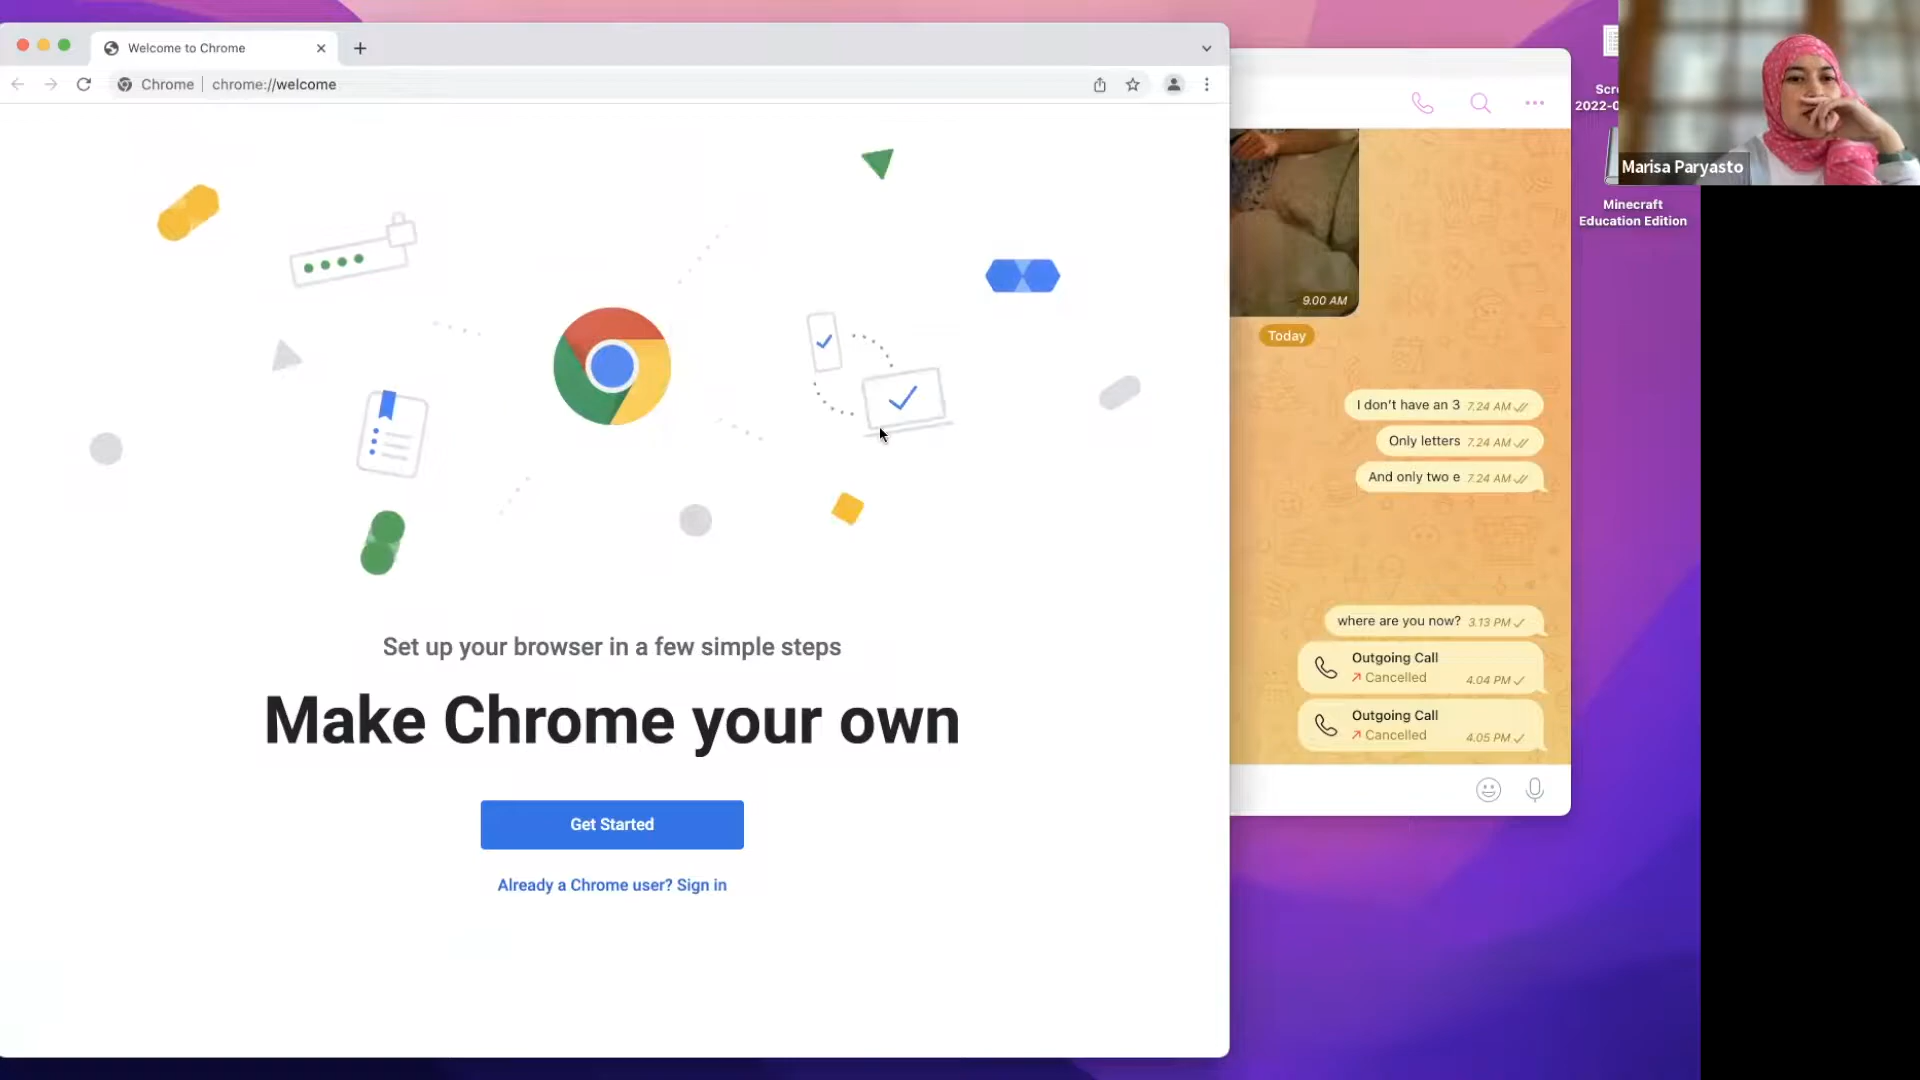 Welcome to Chrome
Chrome
chrome://welcome
Set up your browser in a few simple steps
Make Chrome your own
Get Started
Already a Chrome user? Sign in
9.00 AM
Today
I don't have an 3 7.24 AM
Only letters 7.24 AM
And only two e 7.24 AM
where are you now? 3.13 PM
Outgoing Call
Cancelled 4.04 PM
Outgoing Call
Cancelled 4.05 PM
Marisa Paryasto
Minecraft
Education Edition